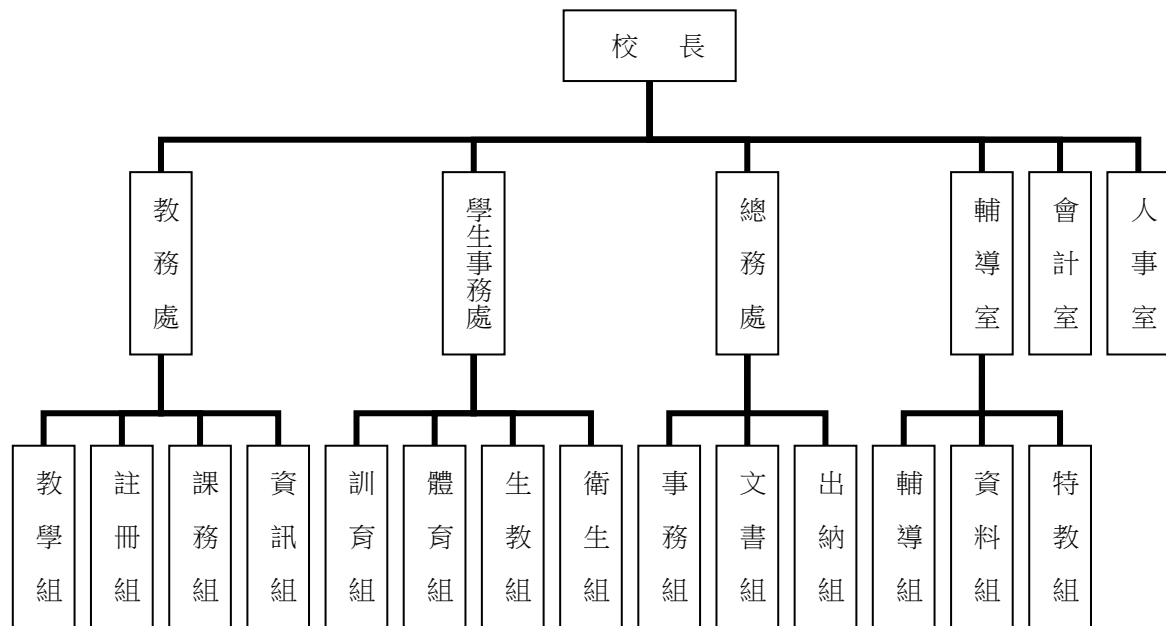 校長
教務處
學生事務處
總務處
輔導室
會計室
人事室
教學組
註冊組
課務組
資訊組
訓育組
體育組
生教組
衛生組
事務組
文書組
出納組
輔導組
資料組
特教組